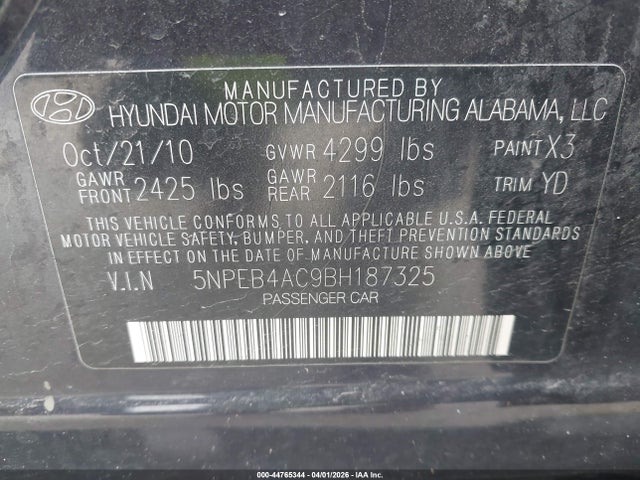 MANUFACTURED BY
HYUNDAI MOTOR MANUFACTURING ALABAMA, LLC
Oct/21/10 GVWR 4299 lbs PAINT X3
GAWR FRONT 2425 lbs GAWR REAR 2116 lbs TRIM YD
THIS VEHICLE CONFORMS TO ALL APPLICABLE U.S.A. FEDERAL
MOTOR VEHICLE SAFETY, BUMPER, AND THEFT PREVENTION STANDARDS
IN EFFECT ON THE DATE OF MANUFACTURE SHOWN ABOVE.
V.I.N 5NPEB4AC9BH187325
PASSENGER CAR
000-44765344 - 04/01/2026 - IAAI.COM